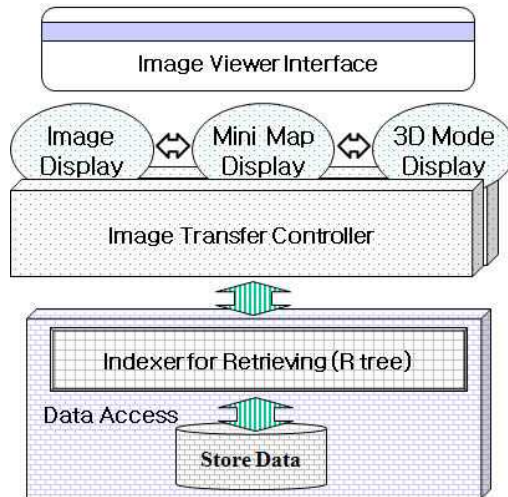 Image Viewer Interface
Image
Display
Mini Map
Display
3D Mode
Display
Image Transfer Controller
Indexer for Retrieving (R tree)
Data Access
Store Data